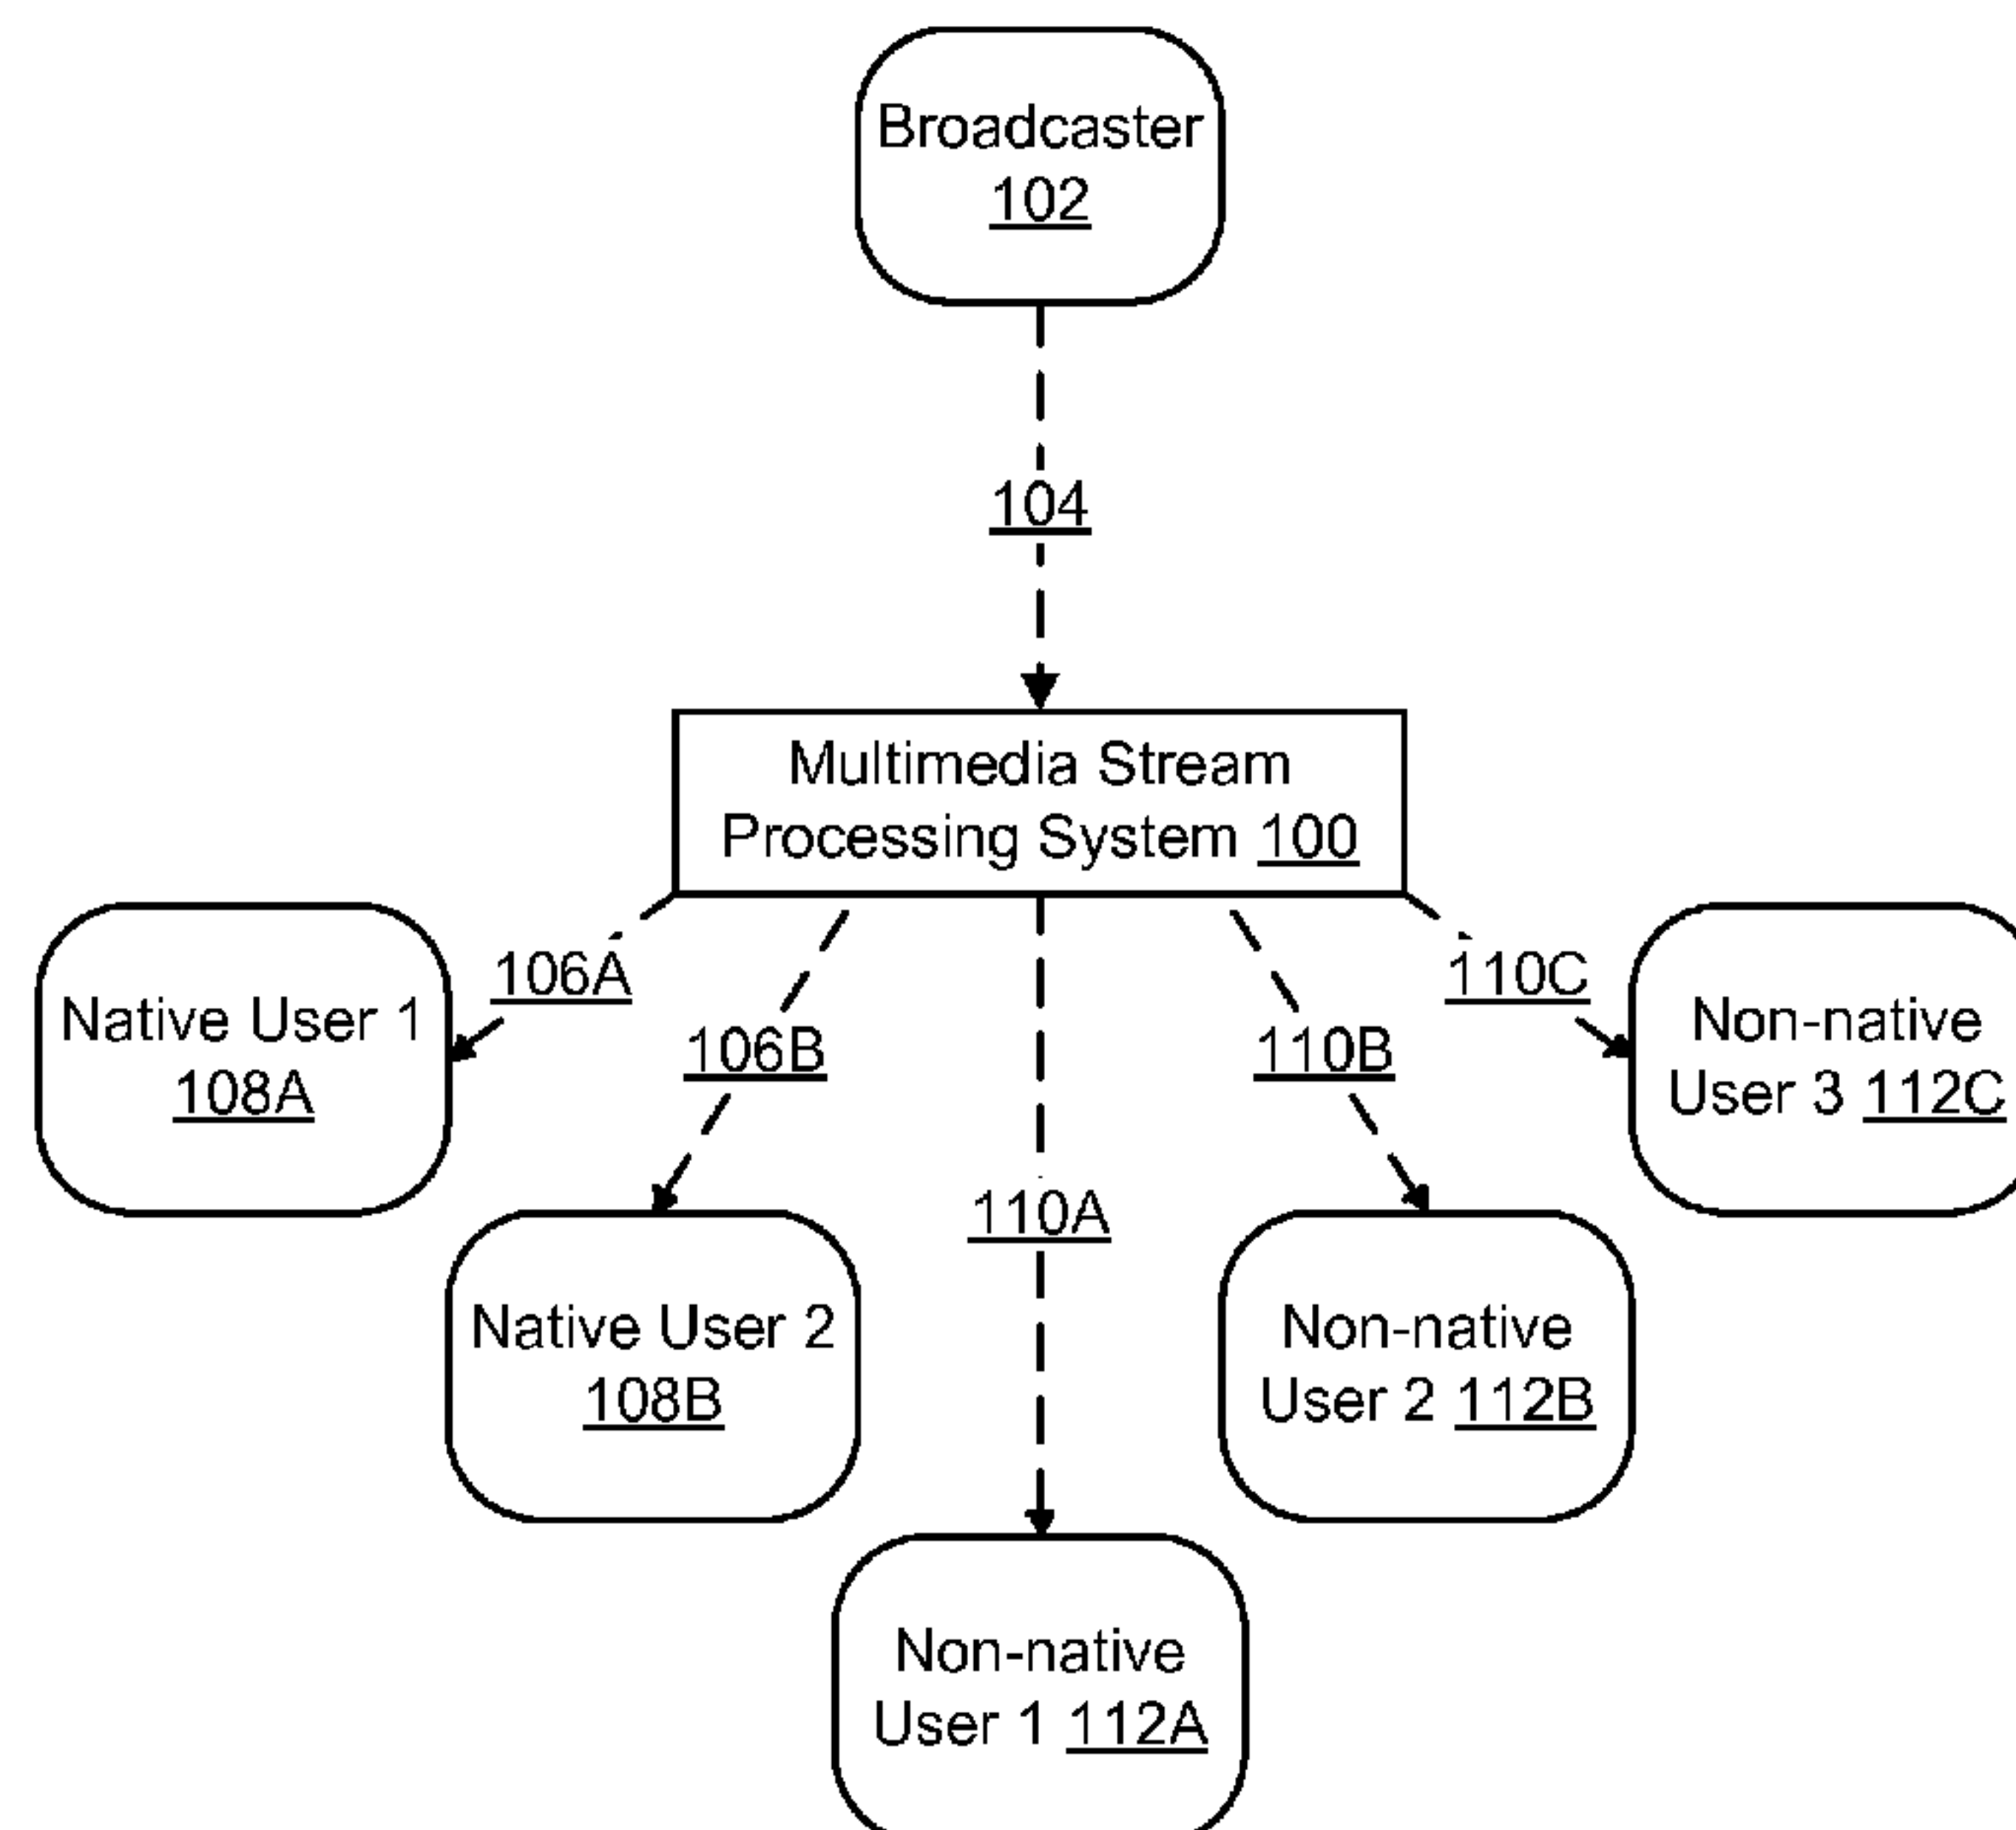 Broadcaster
102
104
Multimedia Stream
Processing System 100
106A
110C
Native User 1
108A
106B
110B
Non-native
User 3 112C
110A
Native User 2
108B
Non-native
User 2 112B
Non-native
User 1 112A